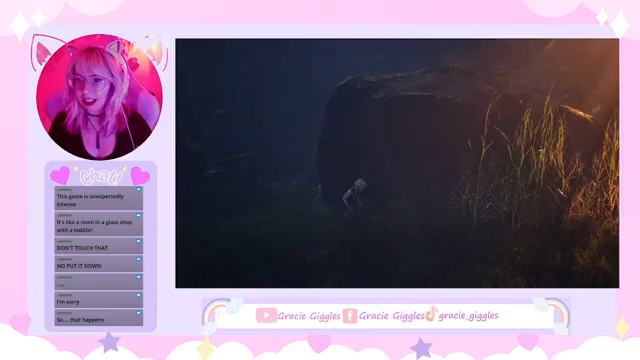 chat
This game is unexpectedly
intense
It's like a mom in a glass shop
with a toddler
DON'T TOUCH THAT
NO PUT IT DOWN
I'm sorry
So.... that happens
Gracie Giggles Gracie Giggles gracie_giggles